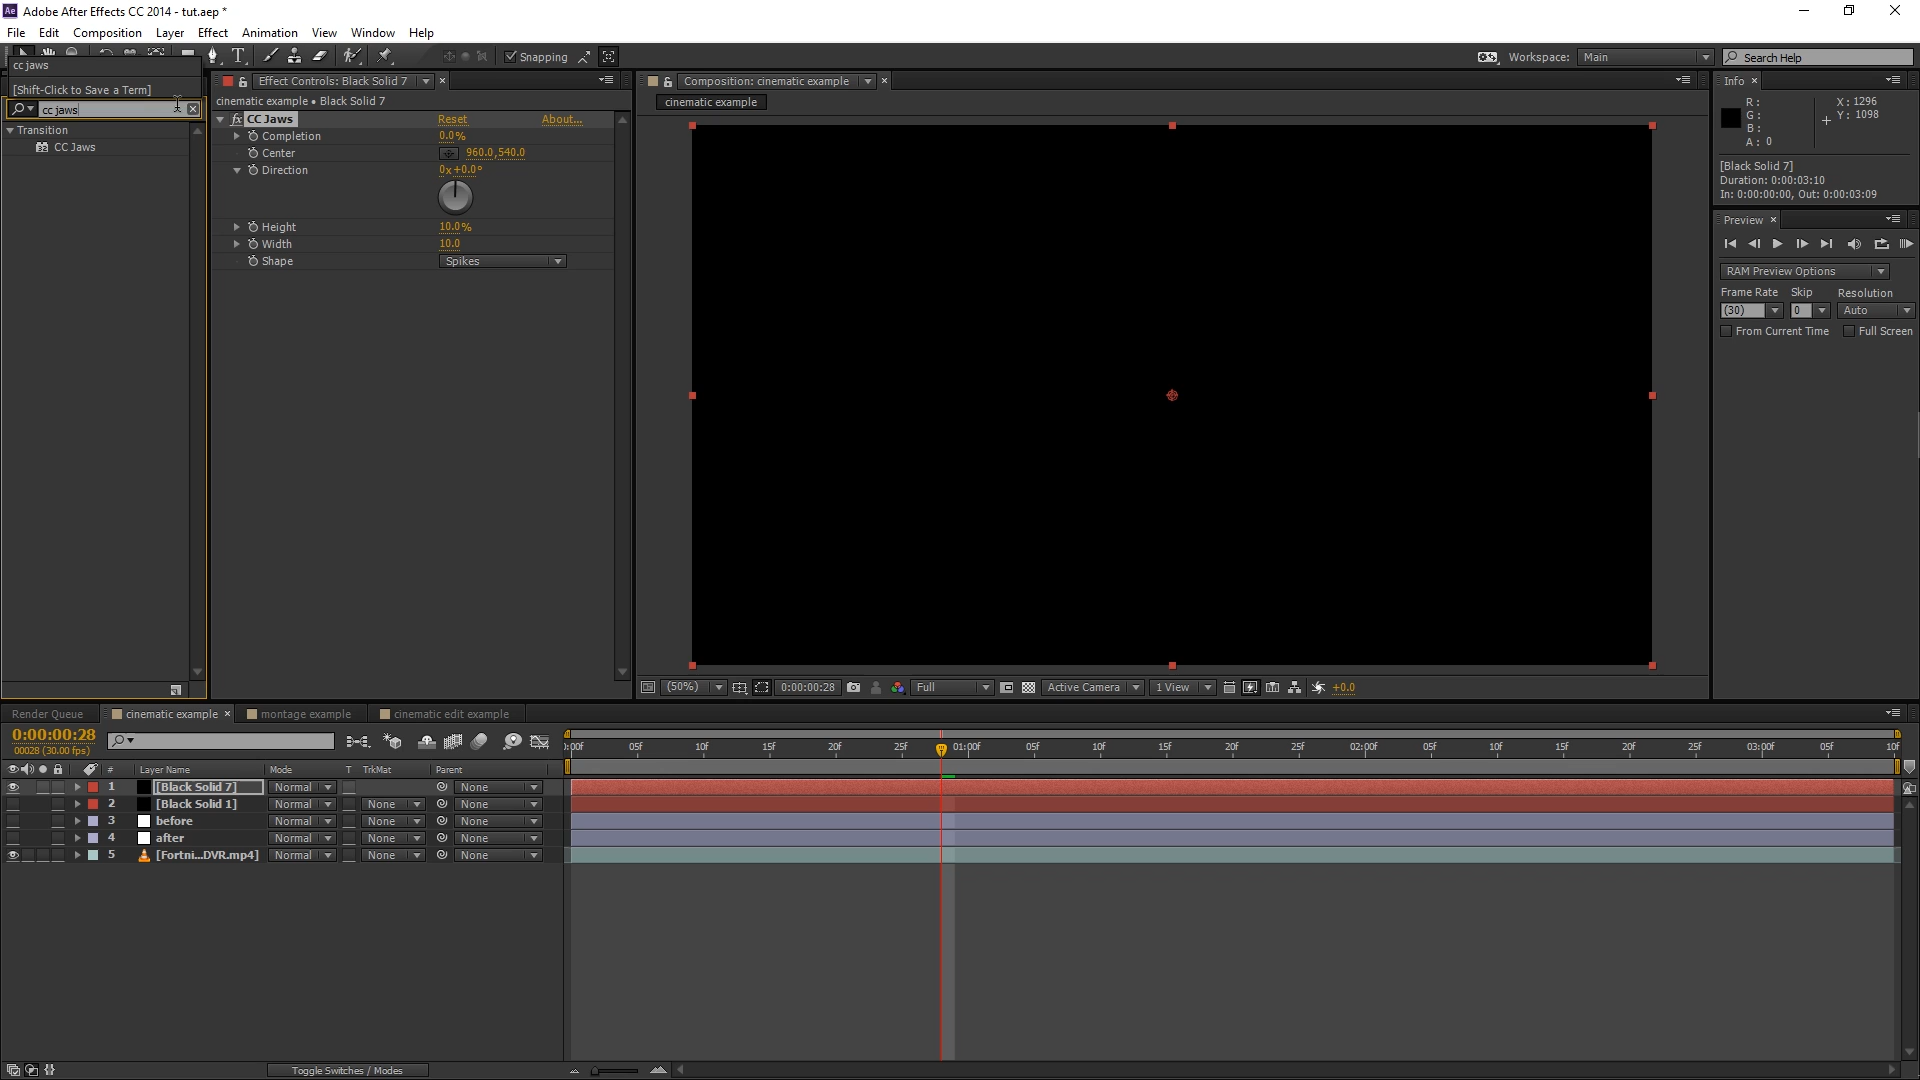 Ae Adobe After Effects CC 2014 - tut.aep *
File Edit Composition Layer Effect Animation View Window Help
T Snapping Workspace: Main Search Help
cc jaws
[Shift-Click to Save a Term]
cc jaws
Transition
CC Jaws
Effect Controls: Black Solid 7
cinematic example • Black Solid 7
fx CC Jaws Reset About...
Completion 0.0%
Center 960.0,540.0
Direction 0x+0.0°
Height 10.0%
Width 10.0
Shape Spikes
Composition: cinematic example
cinematic example
(50%) 0:00:00:28 Full Active Camera 1 View +0.0
Info
R: X: 1296
G: Y: 1098
B:
A: 0
[Black Solid 7]
Duration: 0:00:03:10
In: 0:00:00:00, Out: 0:00:03:09
Preview
RAM Preview Options
Frame Rate Skip Resolution
(30) 0 Auto
From Current Time Full Screen
Render Queue cinematic example montage example cinematic edit example
0:00:00:28
00028 (30.00 fps)
:00f 05f 10f 15f 20f 25f 01:00f 05f 10f 15f 20f 25f 02:00f 05f 10f 15f 20f 25f 03:00f 05f 10f
# Layer Name Mode T TrkMat Parent
1 [Black Solid 7] Normal None
2 [Black Solid 1] Normal None None
3 before Normal None None
4 after Normal None None
5 [Fortni...DVR.mp4] Normal None None
Toggle Switches / Modes